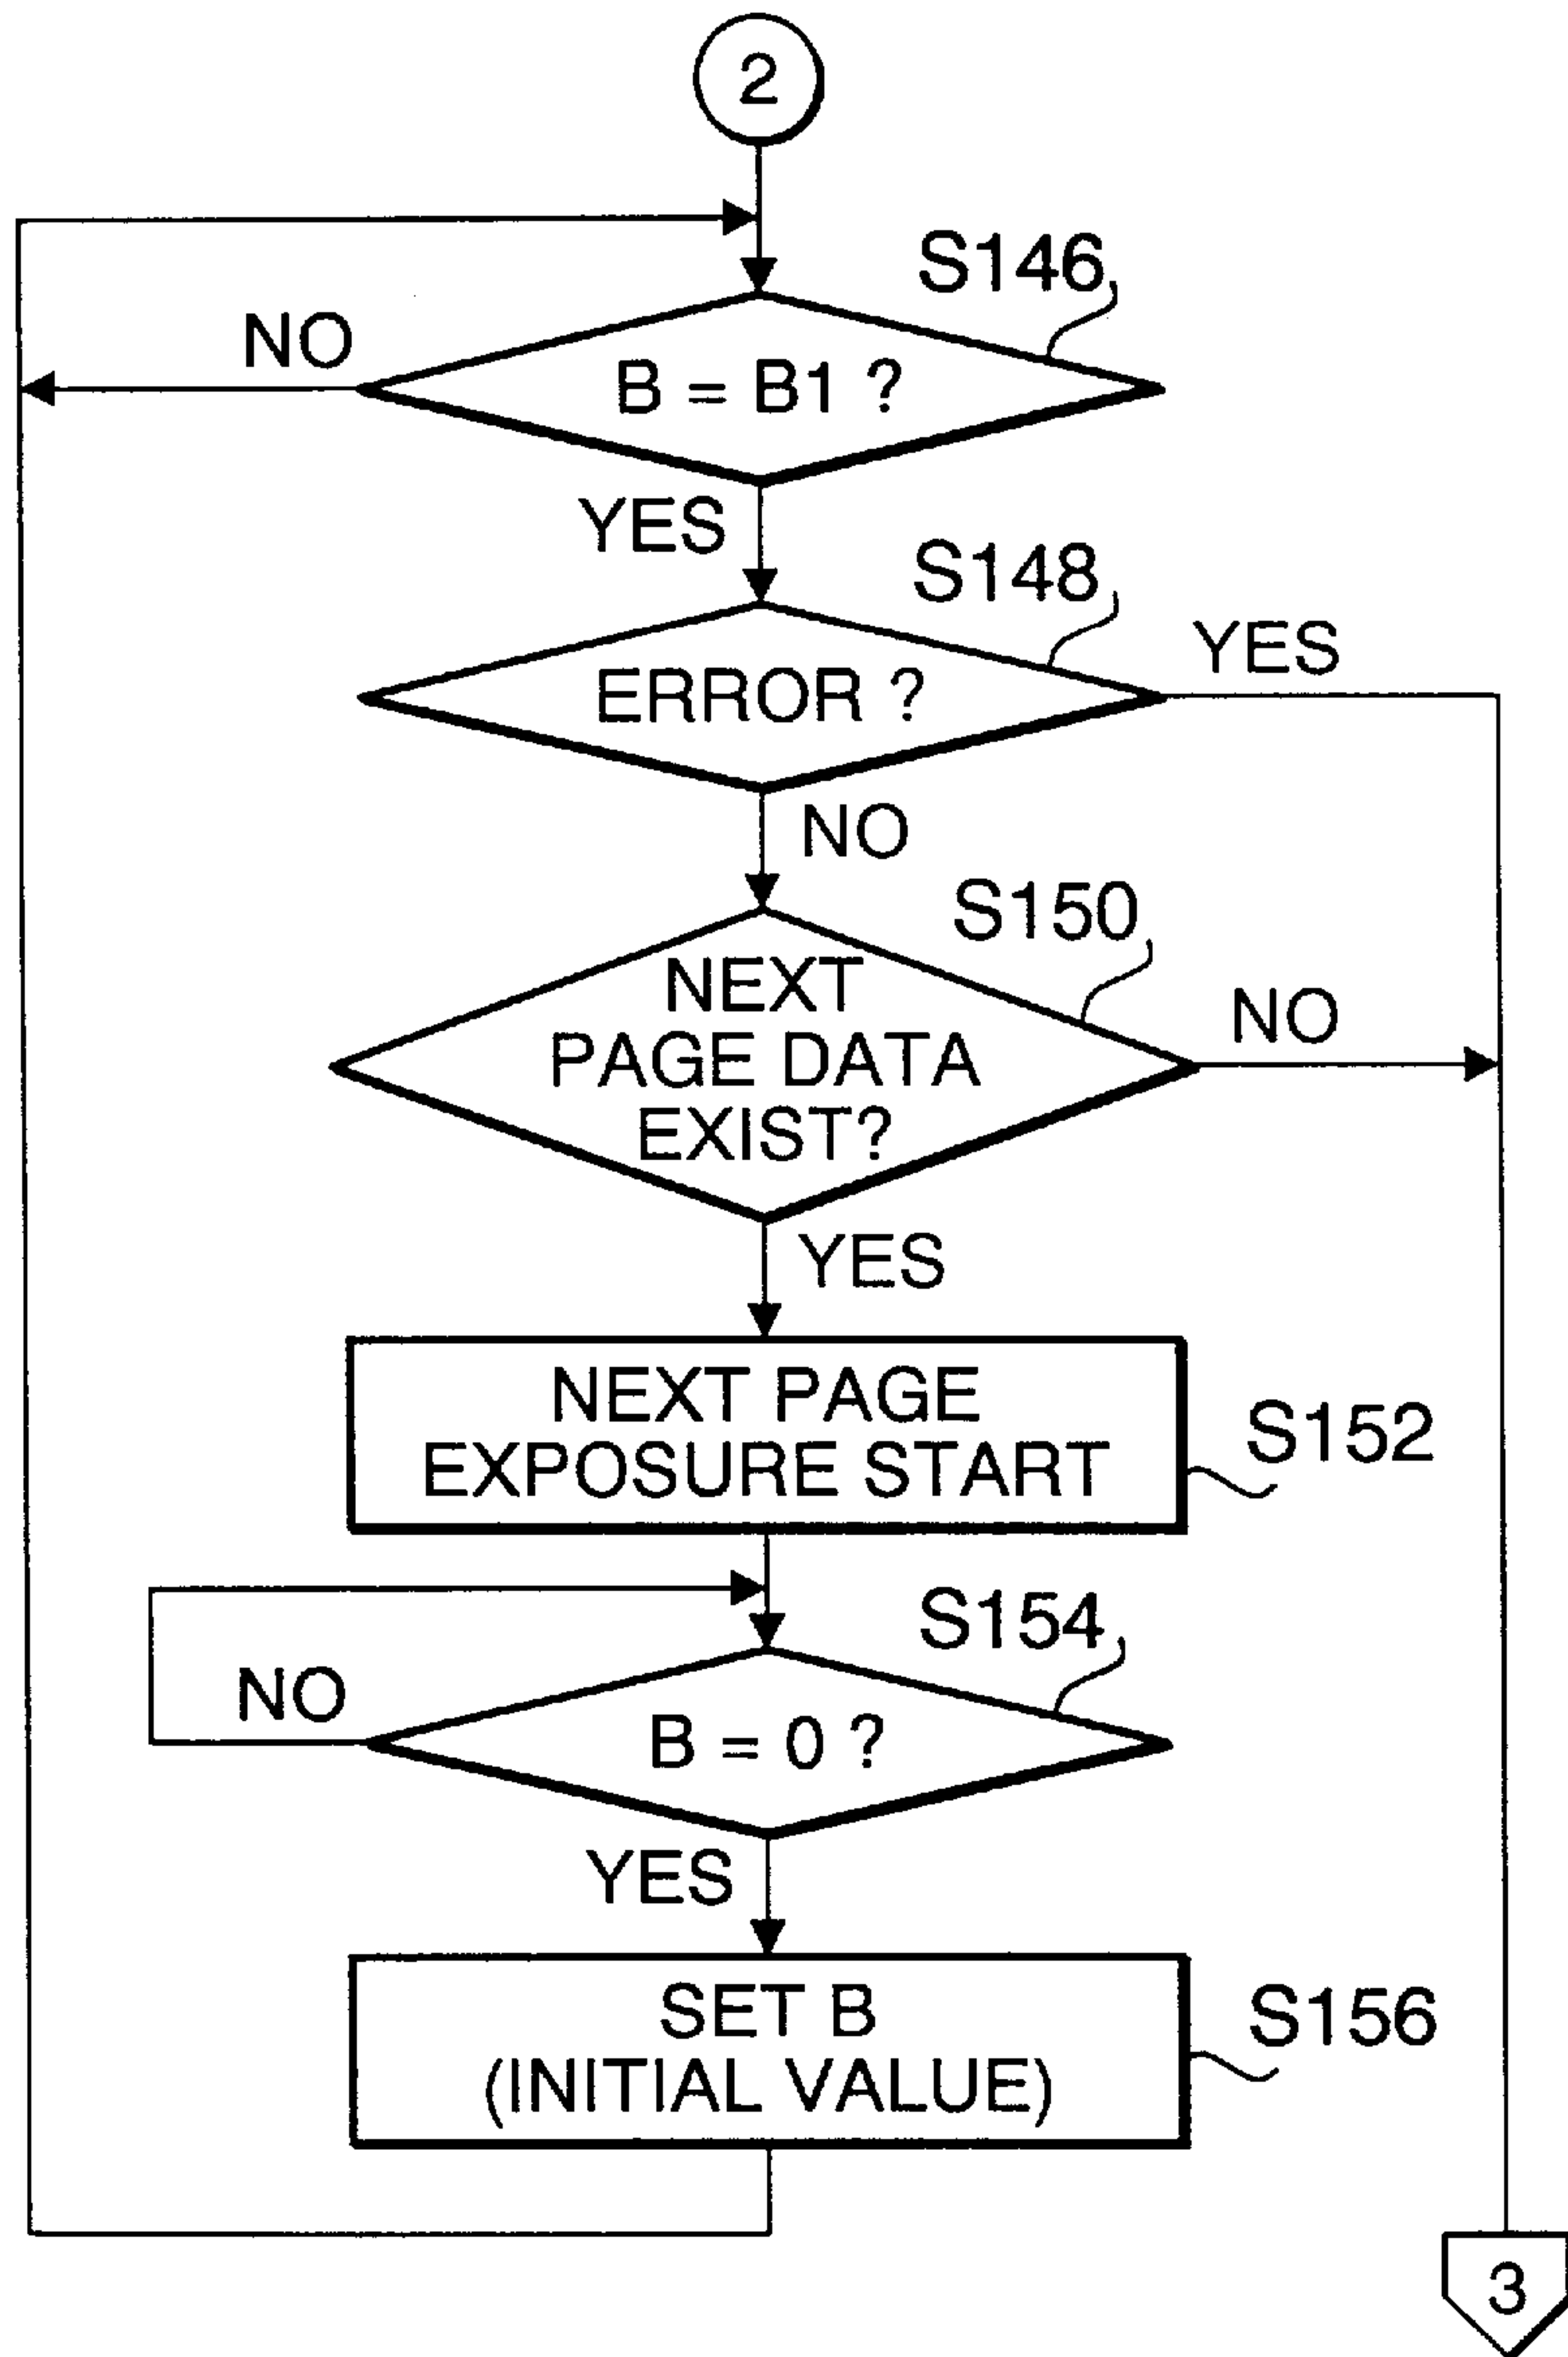 2
S146
NO
B = B1 ?
YES
S148
YES
ERROR ?
NO
S150
NEXT
PAGE DATA
EXIST?
NO
YES
NEXT PAGE
EXPOSURE START
S152
S154
NO
B = 0 ?
YES
SET B
(INITIAL VALUE)
S156
3